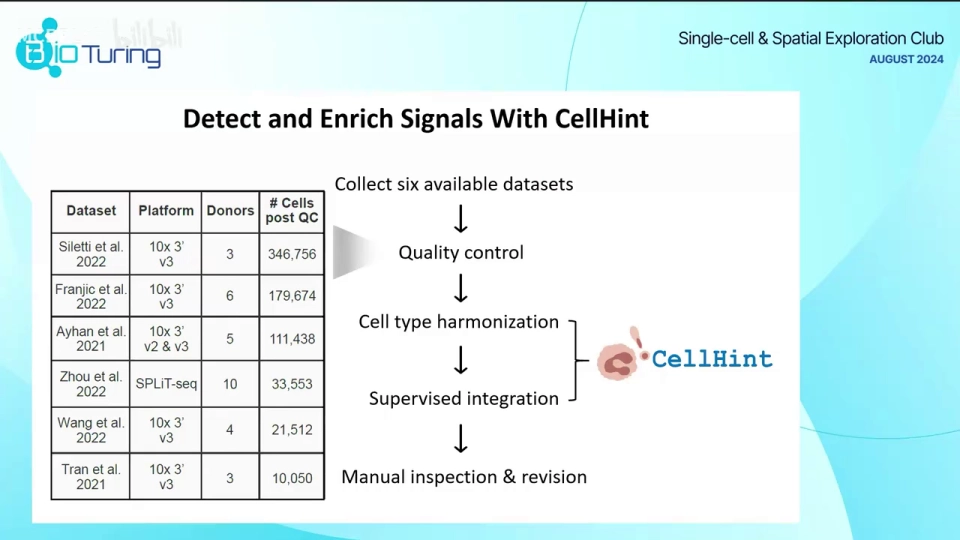 BioTuring
bilibili
Single-cell & Spatial Exploration Club
AUGUST 2024
Detect and Enrich Signals With CellHint
Dataset Platform Donors # Cells post QC
Siletti et al. 2022 10x 3' v3 3 346,756
Franjic et al. 2022 10x 3' v3 6 179,674
Ayhan et al. 2021 10x 3' v2 & v3 5 111,438
Zhou et al. 2022 SPLiT-seq 10 33,553
Wang et al. 2022 10x 3' v3 4 21,512
Tran et al. 2021 10x 3' v3 3 10,050
Collect six available datasets
Quality control
Cell type harmonization
Supervised integration
Manual inspection & revision
CellHint